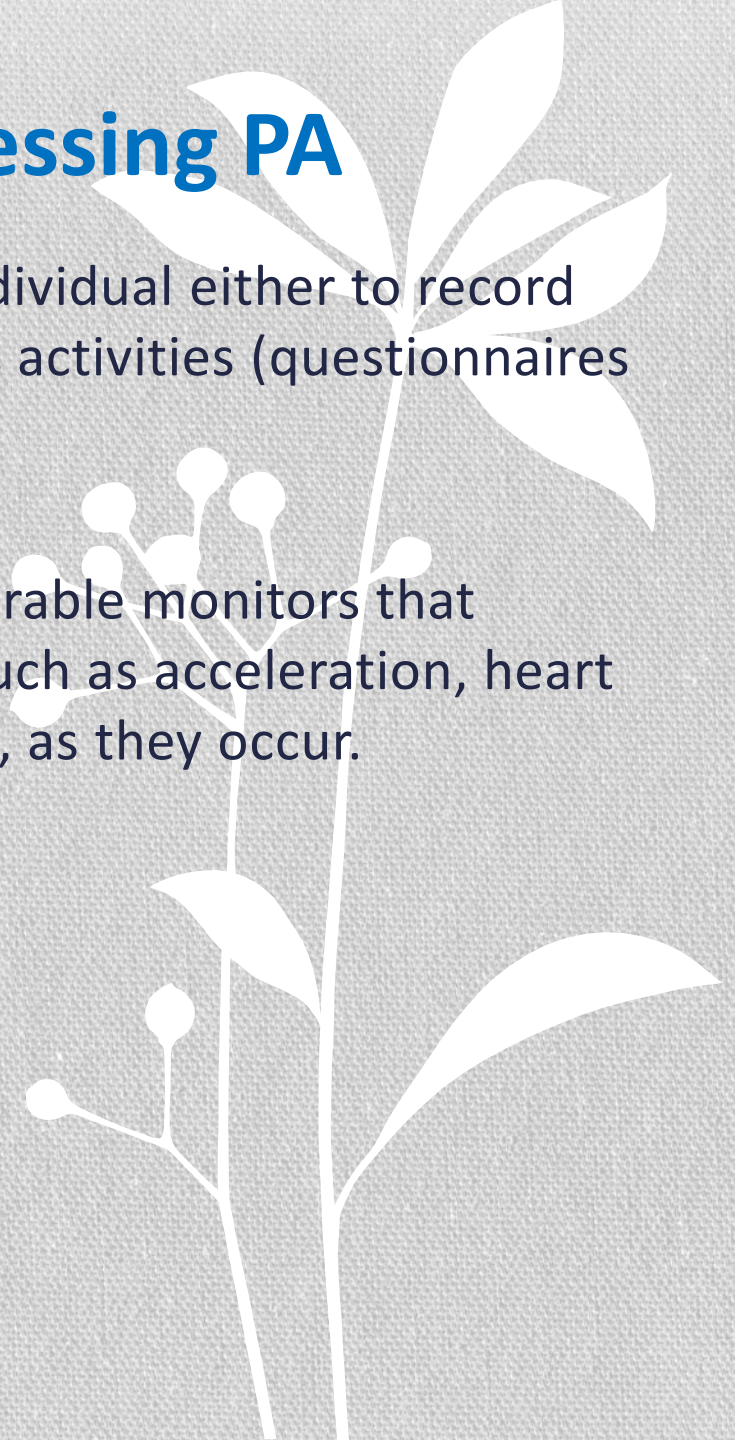 essing PA
dividual either to record
activities (questionnaires
rable monitors that
uch as acceleration, heart
, as they occur.